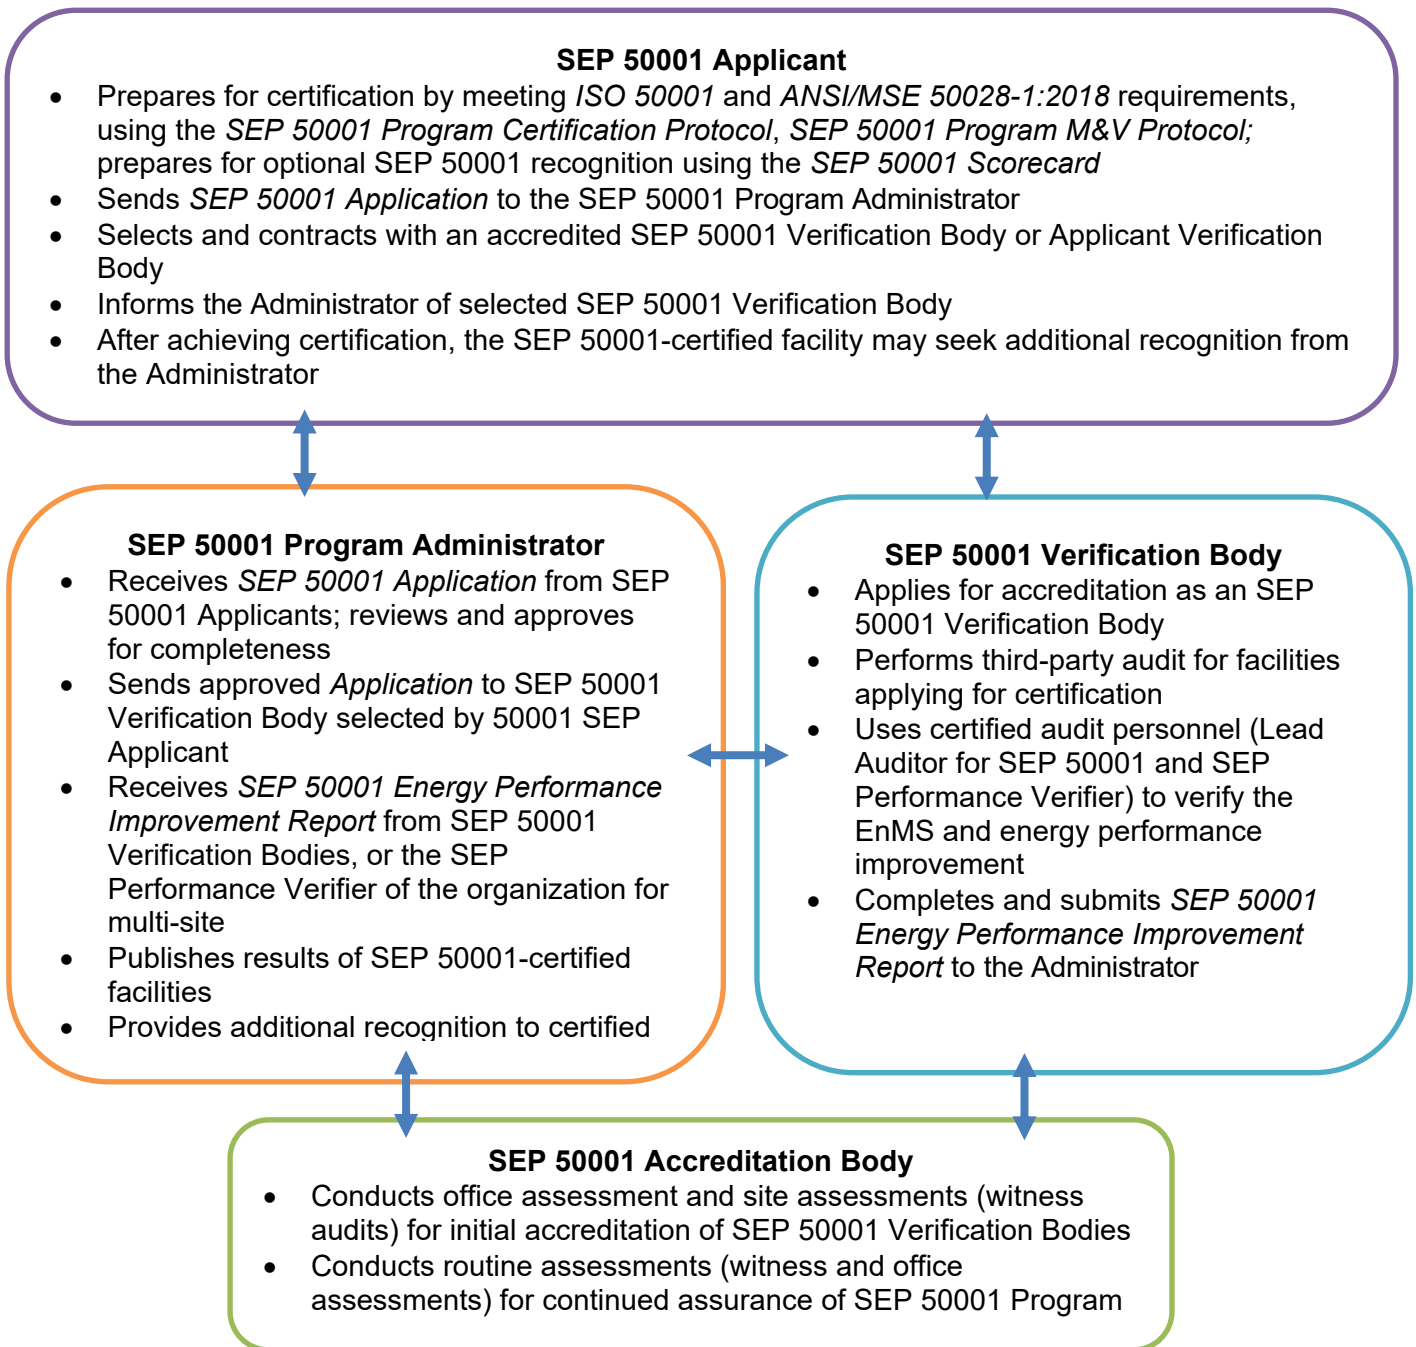 SEP 50001 Applicant
• Prepares for certification by meeting ISO 50001 and ANSI/MSE 50028-1:2018 requirements,
using the SEP 50001 Program Certification Protocol, SEP 50001 Program M&V Protocol;
prepares for optional SEP 50001 recognition using the SEP 50001 Scorecard
• Sends SEP 50001 Application to the SEP 50001 Program Administrator
• Selects and contracts with an accredited SEP 50001 Verification Body or Applicant Verification
Body
• Informs the Administrator of selected SEP 50001 Verification Body
• After achieving certification, the SEP 50001-certified facility may seek additional recognition from
the Administrator
SEP 50001 Program Administrator
• Receives SEP 50001 Application from SEP
50001 Applicants; reviews and approves
for completeness
• Sends approved Application to SEP 50001
Verification Body selected by 50001 SEP
Applicant
• Receives SEP 50001 Energy Performance
Improvement Report from SEP 50001
Verification Bodies, or the SEP
Performance Verifier of the organization for
multi-site
• Publishes results of SEP 50001-certified
facilities
• Provides additional recognition to certified
SEP 50001 Verification Body
• Applies for accreditation as an SEP
50001 Verification Body
• Performs third-party audit for facilities
applying for certification
• Uses certified audit personnel (Lead
Auditor for SEP 50001 and SEP
Performance Verifier) to verify the
EnMS and energy performance
improvement
• Completes and submits SEP 50001
Energy Performance Improvement
Report to the Administrator
SEP 50001 Accreditation Body
• Conducts office assessment and site assessments (witness
audits) for initial accreditation of SEP 50001 Verification Bodies
• Conducts routine assessments (witness and office
assessments) for continued assurance of SEP 50001 Program